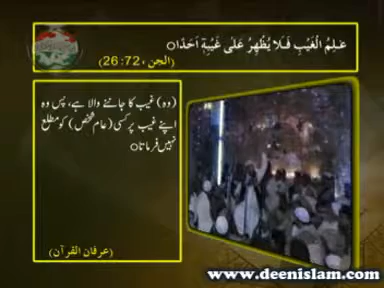 عٰلِمُ الْغَيْبِ فَلَا يُظْهِرُ عَلٰى غَيْبِهٖٓ اَحَدًا○
(الجن، 26:72)
(وہ) غیب کا جاننے والا ہے، پس وہ
اپنے غیب پر کسی (عام شخص) کو مطلع
نہیں فرماتا○
(عرفان القرآن)
www.deenislam.com